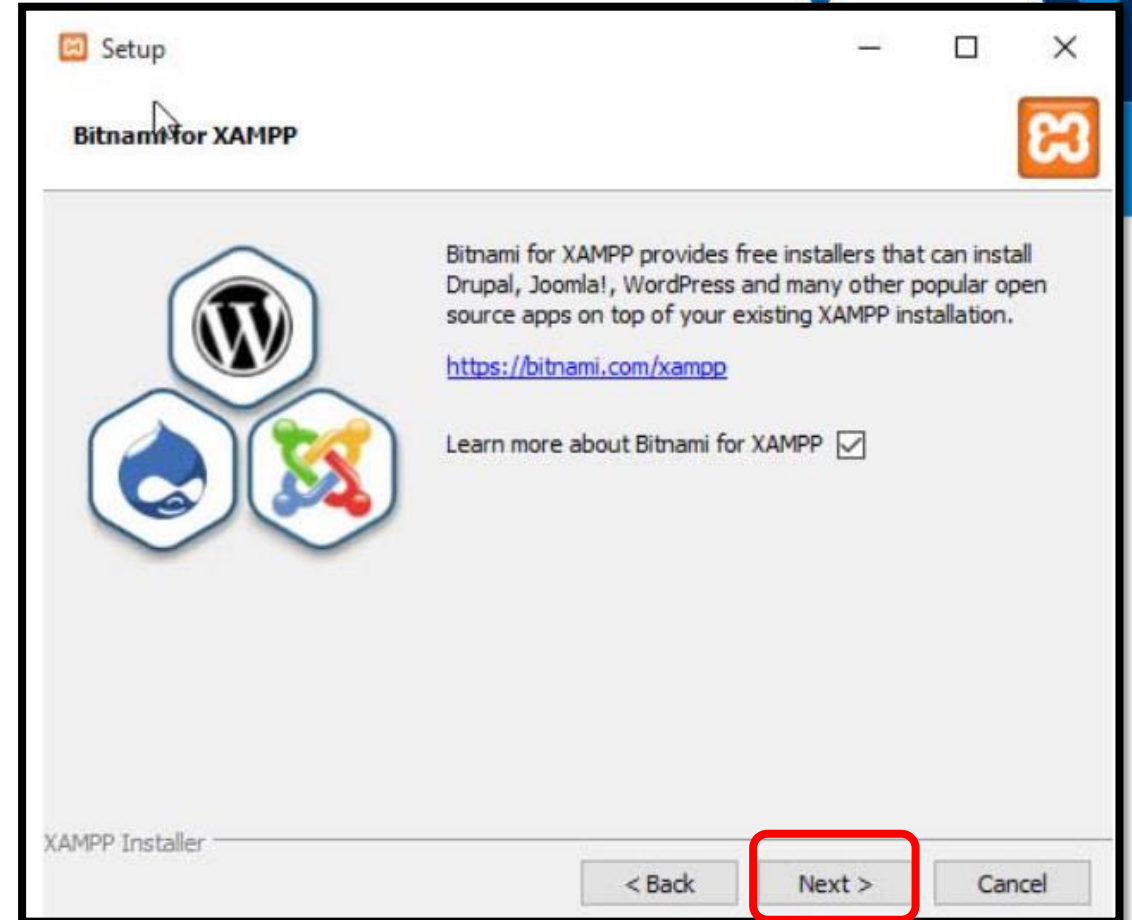 Setup
Bitnami for XAMPP
Bitnami for XAMPP provides free installers that can install
Drupal, Joomla!, WordPress and many other popular open
source apps on top of your existing XAMPP installation.
https://bitnami.com/xampp
Learn more about Bitnami for XAMPP
XAMPP Installer
< Back Next > Cancel